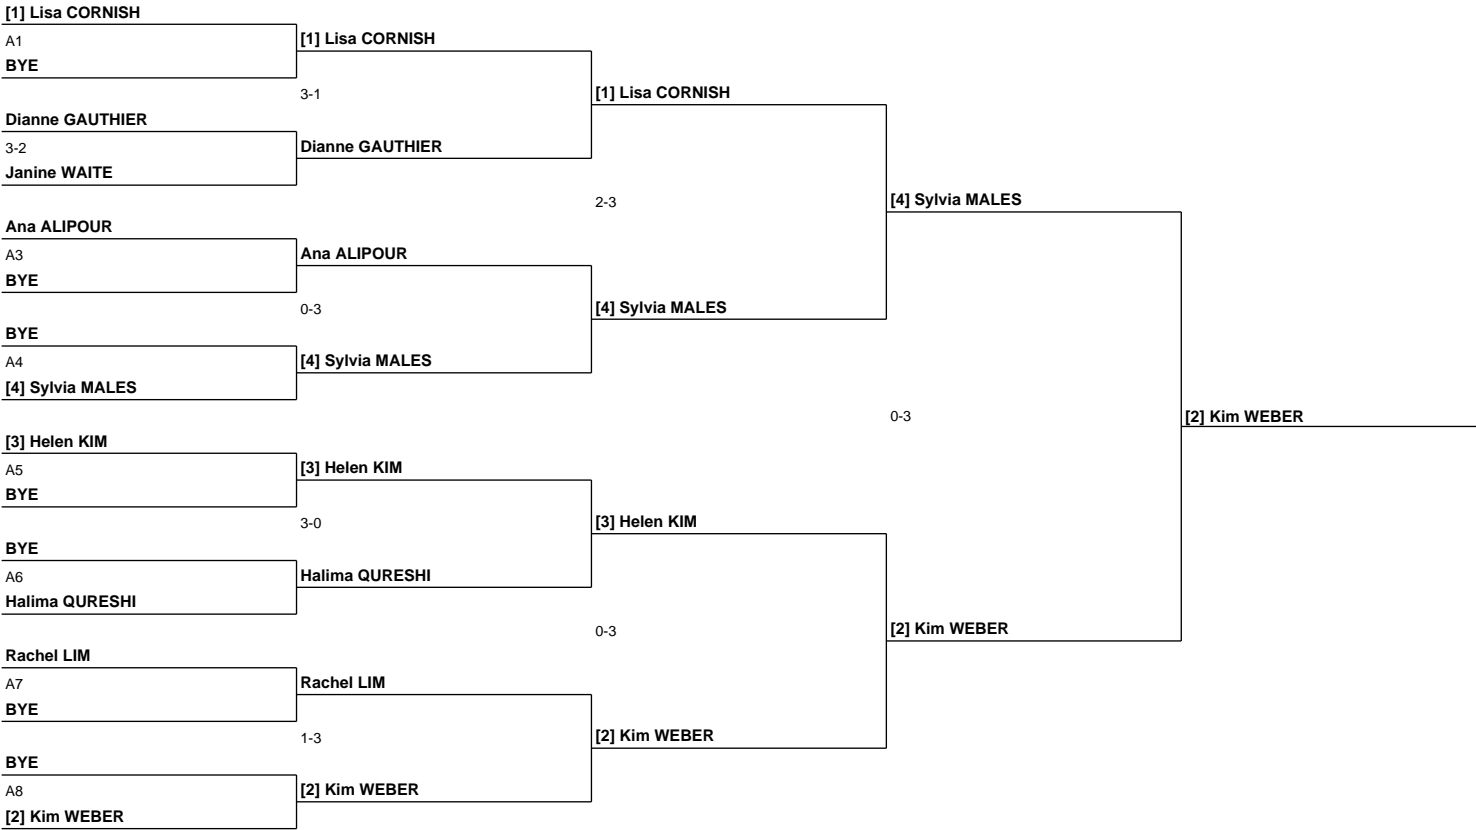 [1] Lisa CORNISH
A1
BYE
Dianne GAUTHIER
3-2
Janine WAITE
Ana ALIPOUR
A3
BYE
BYE
A4
[4] Sylvia MALES
[3] Helen KIM
A5
BYE
BYE
A6
Halima QURESHI
Rachel LIM
A7
BYE
BYE
A8
[2] Kim WEBER
[1] Lisa CORNISH
3-1
Dianne GAUTHIER
Ana ALIPOUR
0-3
[4] Sylvia MALES
[3] Helen KIM
3-0
Halima QURESHI
Rachel LIM
1-3
[2] Kim WEBER
[1] Lisa CORNISH
2-3
[4] Sylvia MALES
[3] Helen KIM
0-3
[2] Kim WEBER
[4] Sylvia MALES
0-3
[2] Kim WEBER
[2] Kim WEBER